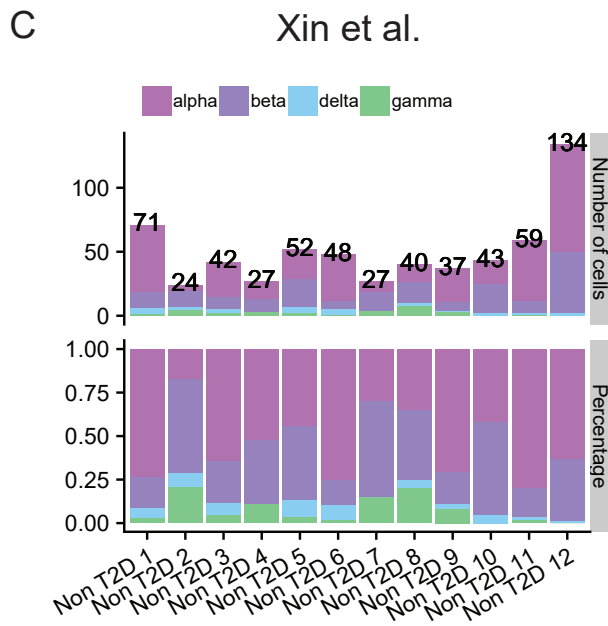 C
Xin et al.
alpha beta delta gamma
134
100
71
59
52
50
48
42
43
40
37
27
27
24
0
Number of cells
1.00
0.75
0.50
0.25
0.00
Percentage
Non T2D 1
Non T2D 2
Non T2D 3
Non T2D 4
Non T2D 5
Non T2D 6
Non T2D 7
Non T2D 8
Non T2D 9
Non T2D 10
Non T2D 11
Non T2D 12